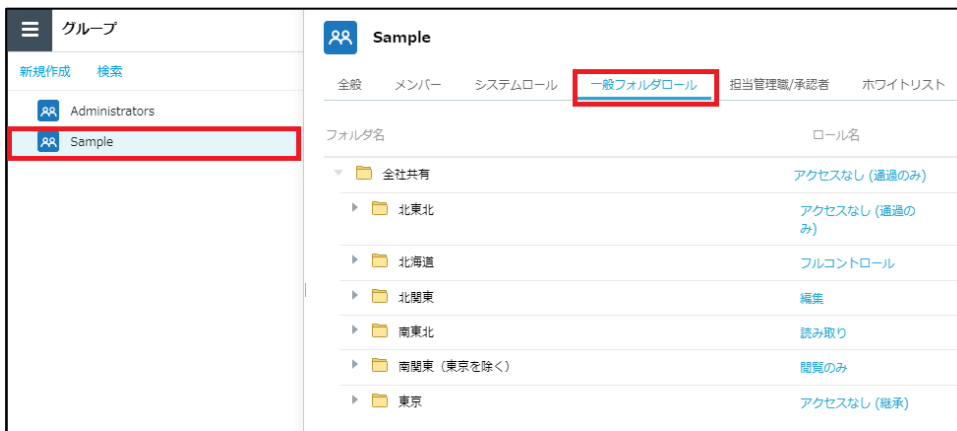 グループ
新規作成 検索
Administrators
Sample
Sample
全般 メンバー システムロール 一般フォルダロール 担当管理職/承認者 ホワイトリスト
フォルダ名 ロール名
全社共有 アクセスなし (通過のみ)
北東北 アクセスなし (通過の
み)
北海道 フルコントロール
北関東 編集
南東北 読み取り
南関東（東京を除く） 閲覧のみ
東京 アクセスなし (継承)